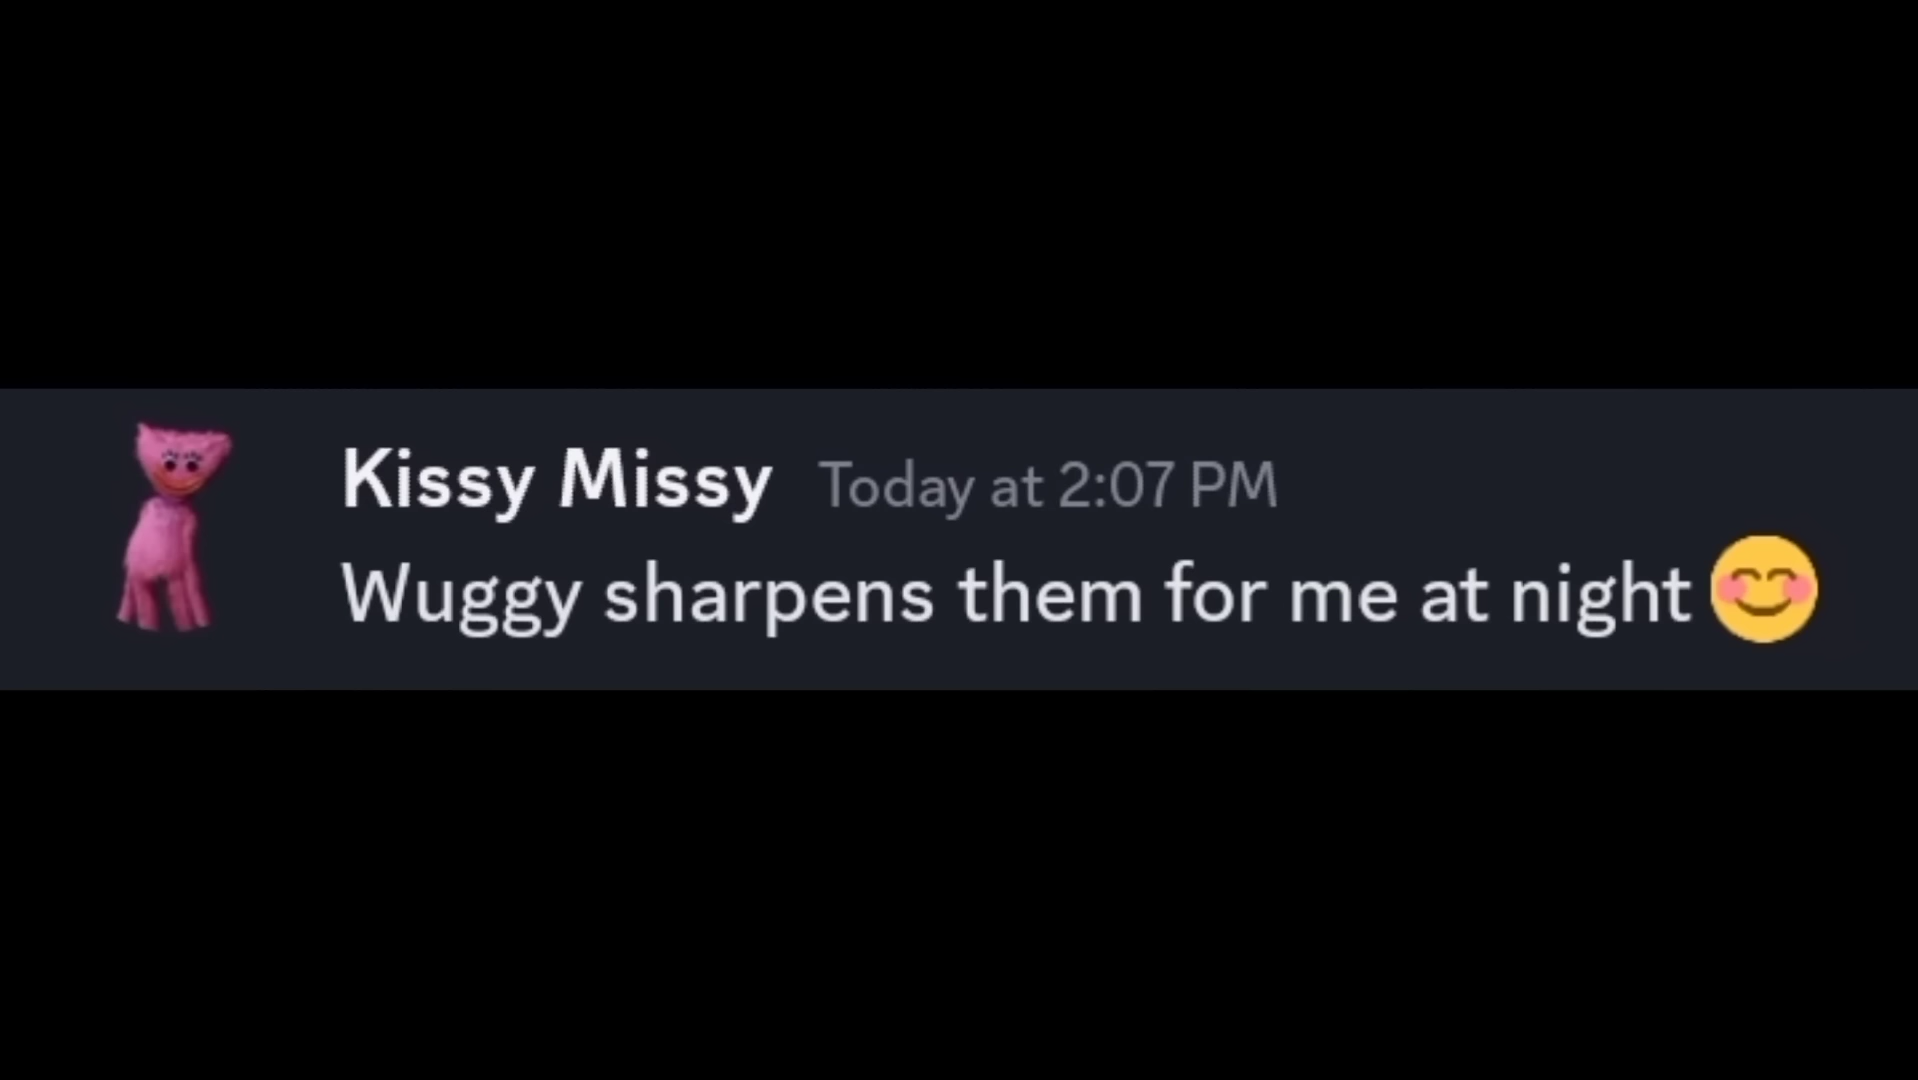 Kissy Missy Today at 2:07 PM
Wuggy sharpens them for me at night 😊